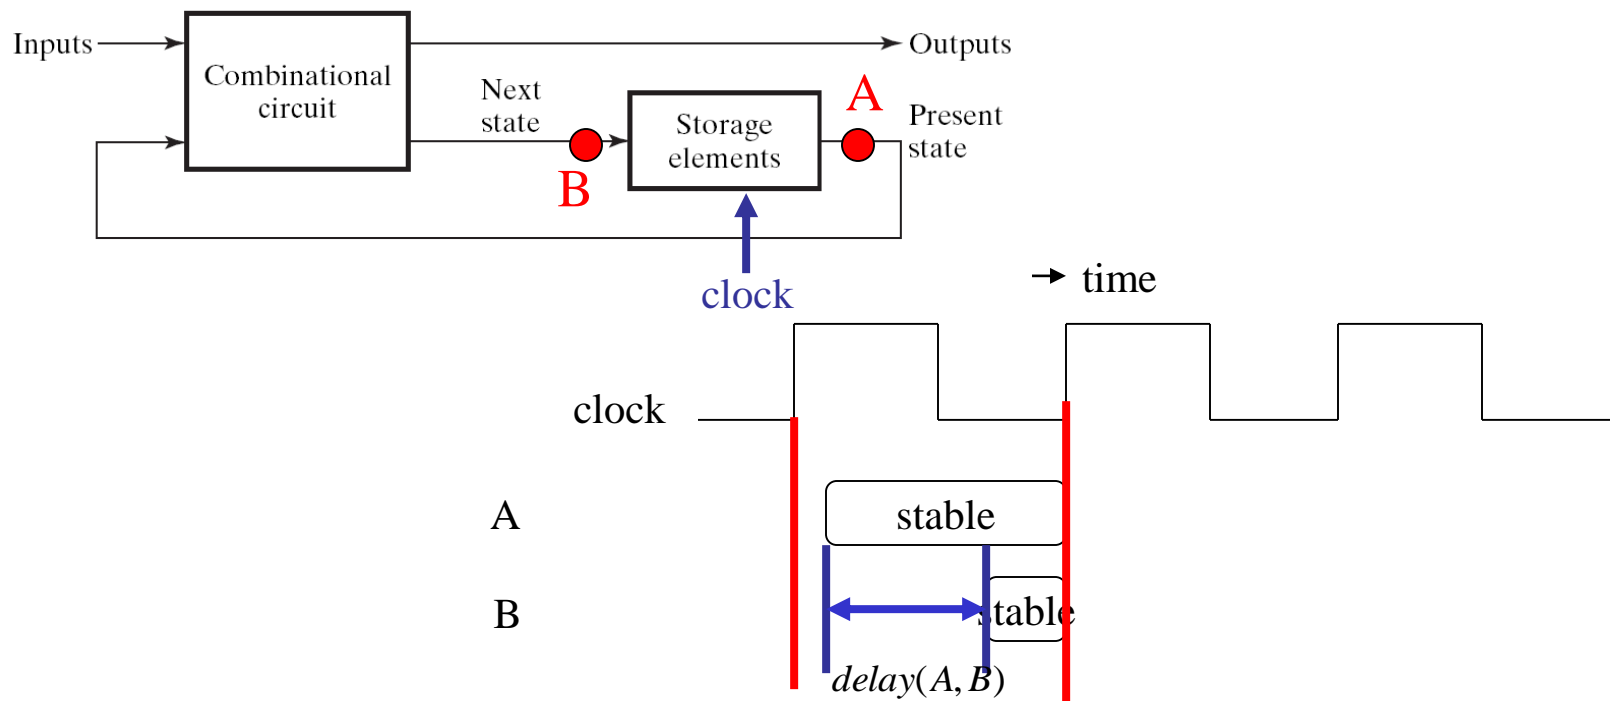 Inputs
Combinational
circuit
Outputs
Next
state
B
Storage
elements
A
Present
state
clock
time
clock
A
stable
B
stable
delay(A, B)